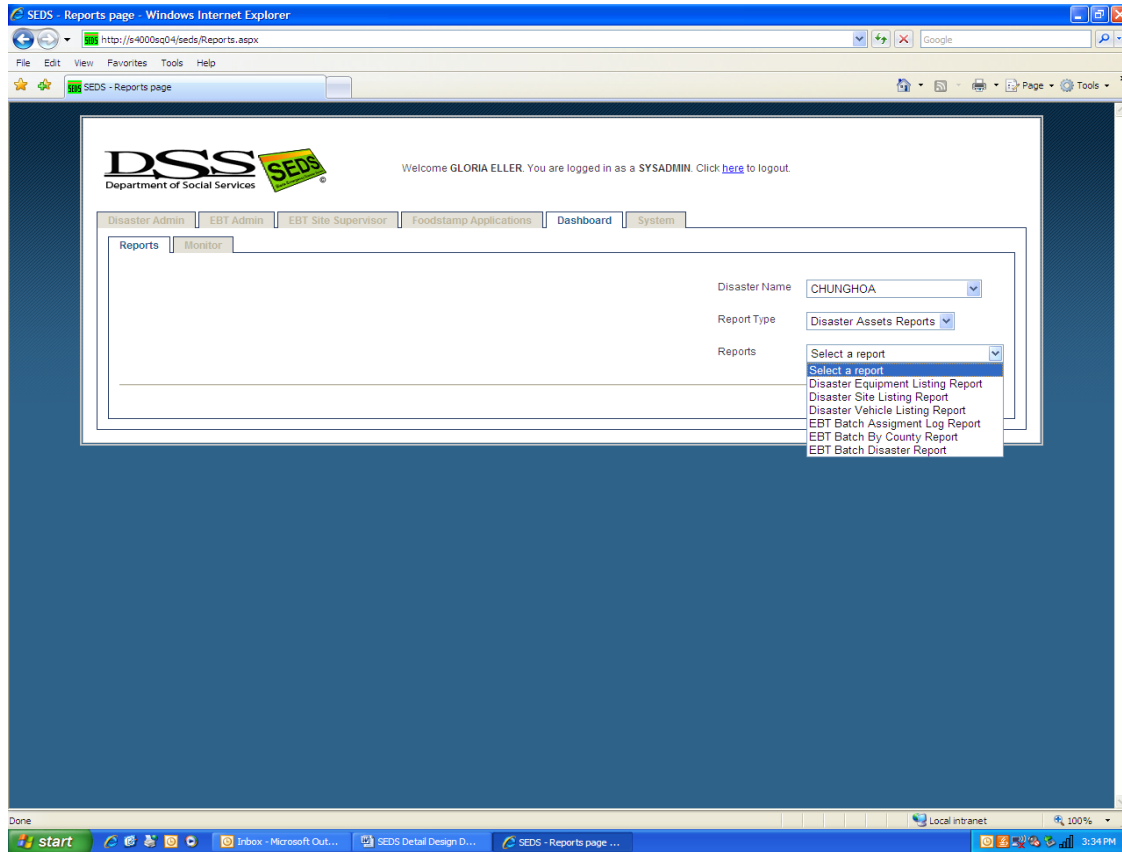 SEDS - Reports page - Windows Internet Explorer
SEDS http://s4000sq04/seds/Reports.aspx
Google
File Edit View Favorites Tools Help
SEDS SEDS - Reports page
Page Tools
DSS SEDS
Department of Social Services ©
Welcome GLORIA ELLER. You are logged in as a SYSADMIN. Click here to logout.
Disaster Admin EBT Admin EBT Site Supervisor Foodstamp Applications Dashboard System
Reports Monitor
Disaster Name CHUNGHOA
Report Type Disaster Assets Reports
Reports Select a report
Select a report
Disaster Equipment Listing Report
Disaster Site Listing Report
Disaster Vehicle Listing Report
EBT Batch Assigment Log Report
EBT Batch By County Report
EBT Batch Disaster Report
Done Local intranet 100%
start Inbox - Microsoft Out... SEDS Detail Design D... SEDS - Reports page ... 3:34 PM